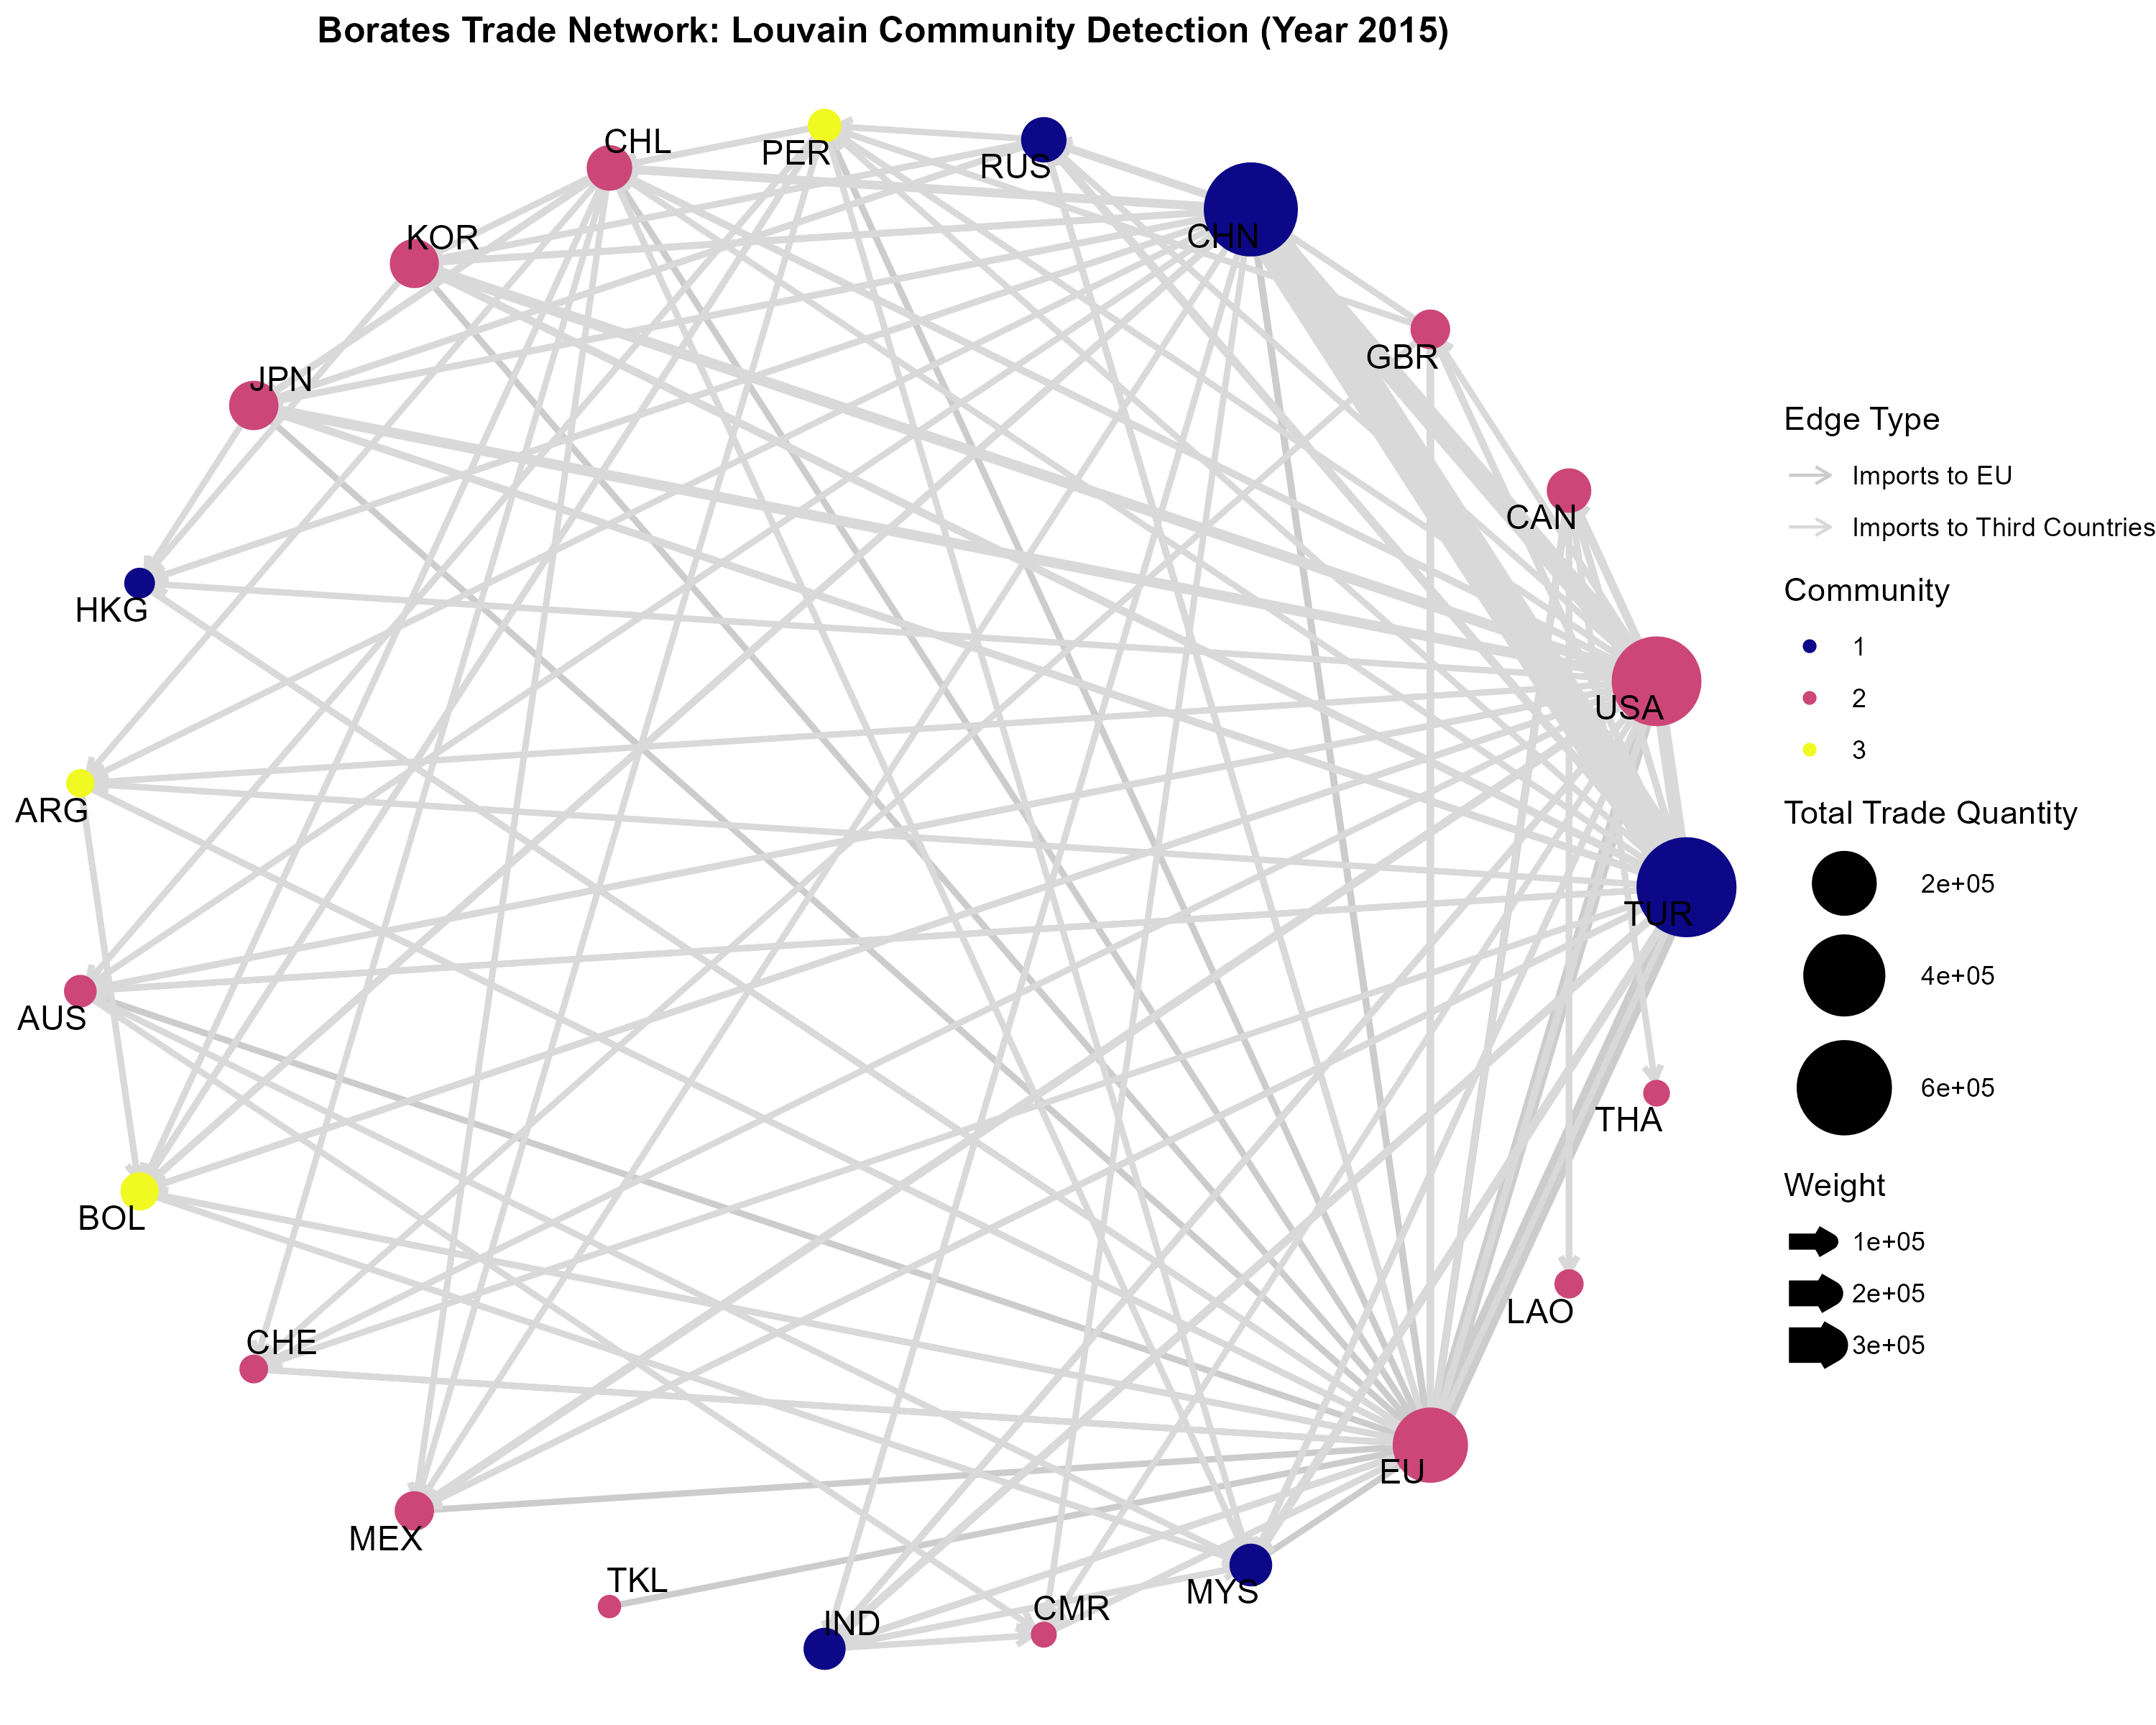 Borates Trade Network: Louvain Community Detection (Year 2015)
PER
CHL
RUS
KOR
CHN
GBR
JPN
CAN
HKG
USA
ARG
TUR
AUS
THA
BOL
LAO
CHE
EU
MEX
TKL
IND
CMR
MYS
Edge Type
Imports to EU
Imports to Third Countries
Community
1
2
3
Total Trade Quantity
2e+05
4e+05
6e+05
Weight
1e+05
2e+05
3e+05